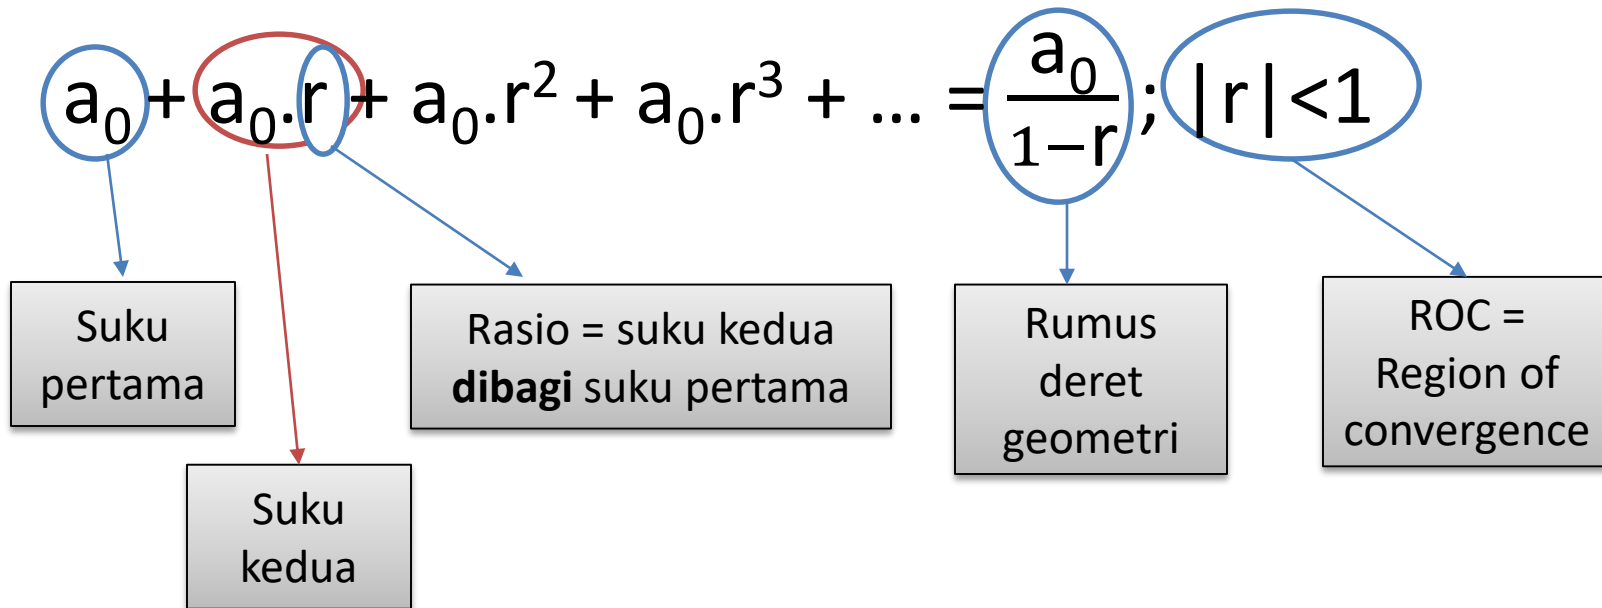 a₀ + a₀.r + a₀.r² + a₀.r³ + ... = a₀/1−r ; |r|<1
Suku
pertama
Rasio = suku kedua
dibagi suku pertama
Rumus
deret
geometri
ROC =
Region of
convergence
Suku
kedua